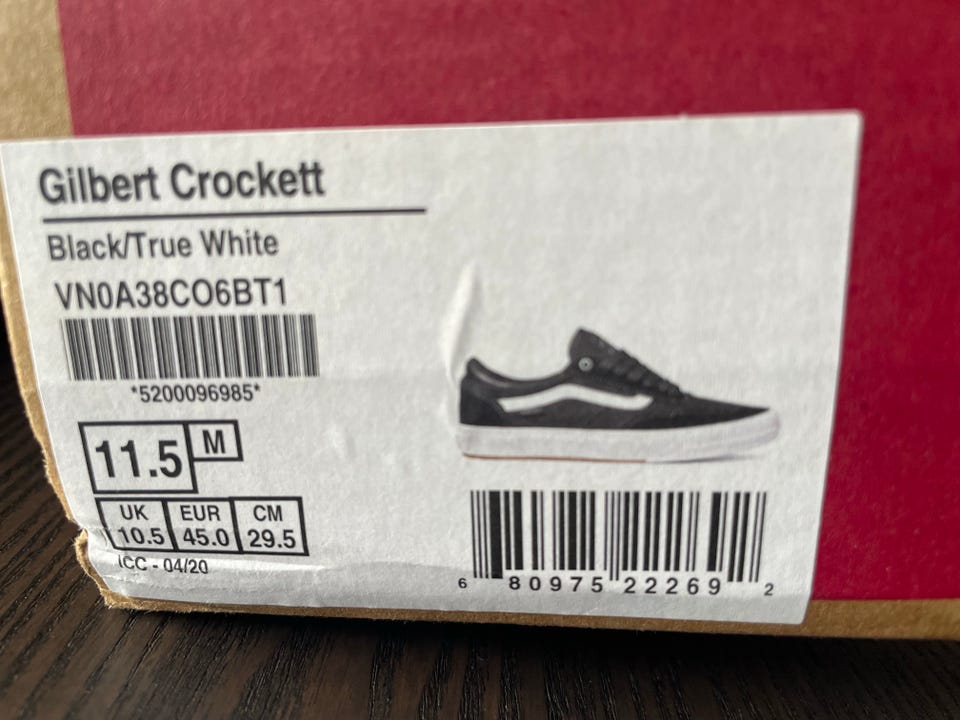 Gilbert Crockett
Black/True White
VN0A38CO6BT1
*5200096985*
11.5 M
UK EUR CM
10.5 45.0 29.5
ICC - 04/20
6 80975 22269 2